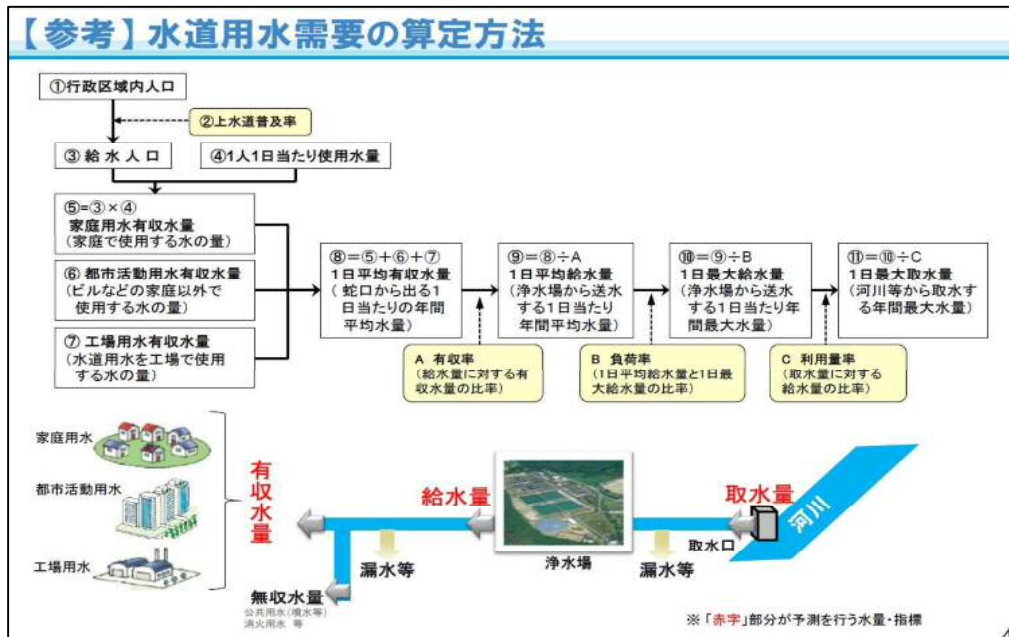 【参考】水道用水需要の算定方法
①行政区域内人口
②上水道普及率
③給水人口
④1人1日当たり使用水量
⑤=③×④
家庭用水有収水量
(家庭で使用する水の量)
⑥都市活動用水有収水量
(ビルなどの家庭以外で
使用する水の量)
⑦工場用水有収水量
(水道用水を工場で使用
する水の量)
⑧=⑤+⑥+⑦
1日平均有収水量
(蛇口から出る1
日当たりの年間
平均水量)
⑨=⑧÷A
1日平均給水量
(浄水場から送水
する1日当たり
年間平均水量)
⑩=⑨÷B
1日最大給水量
(浄水場から送水
する1日当たり年
間最大水量)
⑪=⑩÷C
1日最大取水量
(河川等から取水す
る年間最大水量)
A 有収率
(給水量に対する有
収水量の比率)
B 負荷率
(1日平均給水量と1日最
大給水量の比率)
C 利用量率
(取水量に対する
給水量の比率)
家庭用水
都市活動用水
工場用水
有収水量
給水量
取水量
河川
取水口
浄水場
漏水等
漏水等
無収水量
公共用水(噴水等)
消火用水 等
※「赤字」部分が予測を行う水量・指標